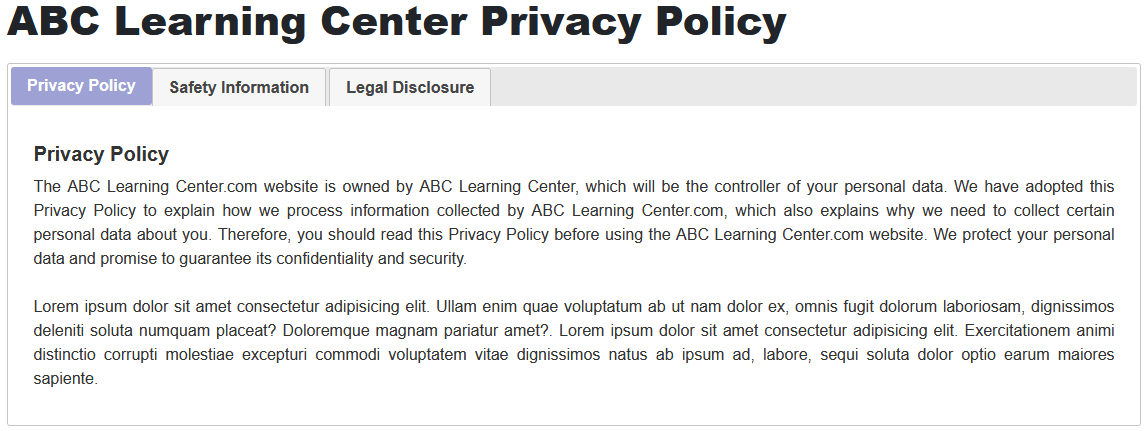 ABC Learning Center Privacy Policy
Privacy Policy
Safety Information
Legal Disclosure
Privacy Policy
The ABC Learning Center.com website is owned by ABC Learning Center, which will be the controller of your personal data. We have adopted this
Privacy Policy to explain how we process information collected by ABC Learning Center.com, which also explains why we need to collect certain
personal data about you. Therefore, you should read this Privacy Policy before using the ABC Learning Center.com website. We protect your personal
data and promise to guarantee its confidentiality and security.
Lorem ipsum dolor sit amet consectetur adipisicing elit. Ullam enim quae voluptatum ab ut nam dolor ex, omnis fugit dolorum laboriosam, dignissimos
deleniti soluta numquam placeat? Doloremque magnam pariatur amet?. Lorem ipsum dolor sit amet consectetur adipisicing elit. Exercitationem animi
distinctio corrupti molestiae excepturi commodi voluptatem vitae dignissimos natus ab ipsum ad, labore, sequi soluta dolor optio earum maiores
sapiente.